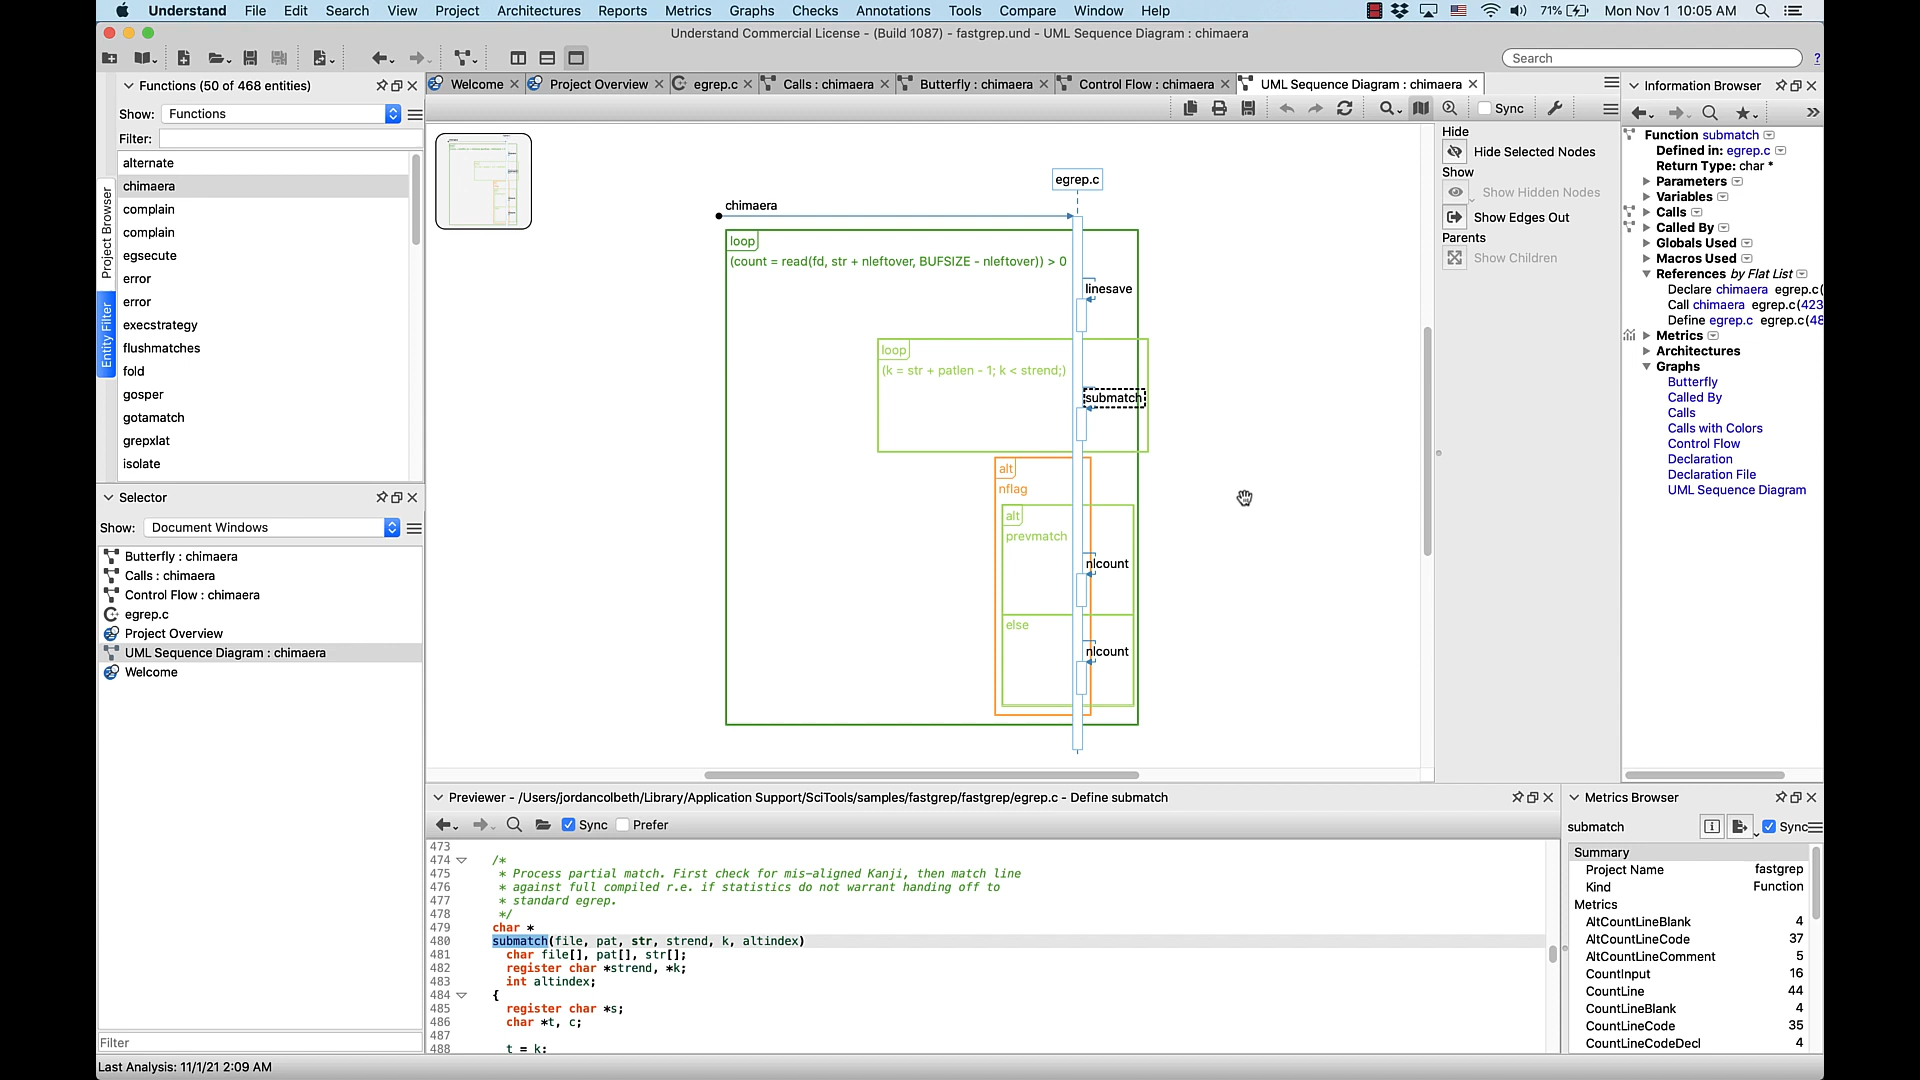 Understand File Edit Search View Project Architectures Reports Metrics Graphs Checks Annotations Tools Compare Window Help 71% Mon Nov 1 10:05 AM
Understand Commercial License - (Build 1087) - fastgrep.und - UML Sequence Diagram : chimaera
Search ?
Functions (50 of 468 entities)
Show: Functions
Filter:
alternate
chimaera
complain
complain
egsecute
error
error
execstrategy
flushmatches
fold
gosper
gotamatch
grepxlat
isolate
Project Browser
Entity Filter
Selector
Show: Document Windows
Butterfly : chimaera
Calls : chimaera
Control Flow : chimaera
egrep.c
Project Overview
UML Sequence Diagram : chimaera
Welcome
Filter
Last Analysis: 11/1/21 2:09 AM
Welcome Project Overview egrep.c Calls : chimaera Butterfly : chimaera Control Flow : chimaera UML Sequence Diagram : chimaera
Sync
egrep.c
chimaera
loop
(count = read(fd, str + nleftover, BUFSIZE - nleftover)) > 0
linesave
loop
(k = str + patlen - 1; k < strend;)
submatch
alt
nflag
alt
prevmatch
nlcount
else
nlcount
Hide
Hide Selected Nodes
Show
Show Hidden Nodes
Show Edges Out
Parents
Show Children
Information Browser
Function submatch
Defined in: egrep.c
Return Type: char *
Parameters
Variables
Calls
Called By
Globals Used
Macros Used
References by Flat List
Declare chimaera egrep.c(
Call chimaera egrep.c(423
Define egrep.c egrep.c(48
Metrics
Architectures
Graphs
Butterfly
Called By
Calls
Calls with Colors
Control Flow
Declaration
Declaration File
UML Sequence Diagram
Previewer - /Users/jordancolbeth/Library/Application Support/SciTools/samples/fastgrep/fastgrep/egrep.c - Define submatch
Sync Prefer
473
474 /*
475 * Process partial match. First check for mis-aligned Kanji, then match line
476 * against full compiled r.e. if statistics do not warrant handing off to
477 * standard egrep.
478 */
479 char *
480 submatch(file, pat, str, strend, k, altindex)
481 char file[], pat[], str[];
482 register char *strend, *k;
483 int altindex;
484 {
485 register char *s;
486 char *t, c;
487
488 t = k;
Metrics Browser
submatch Sync
Summary
Project Name fastgrep
Kind Function
Metrics
AltCountLineBlank 4
AltCountLineCode 37
AltCountLineComment 5
CountInput 16
CountLine 44
CountLineBlank 4
CountLineCode 35
CountLineCodeDecl 4